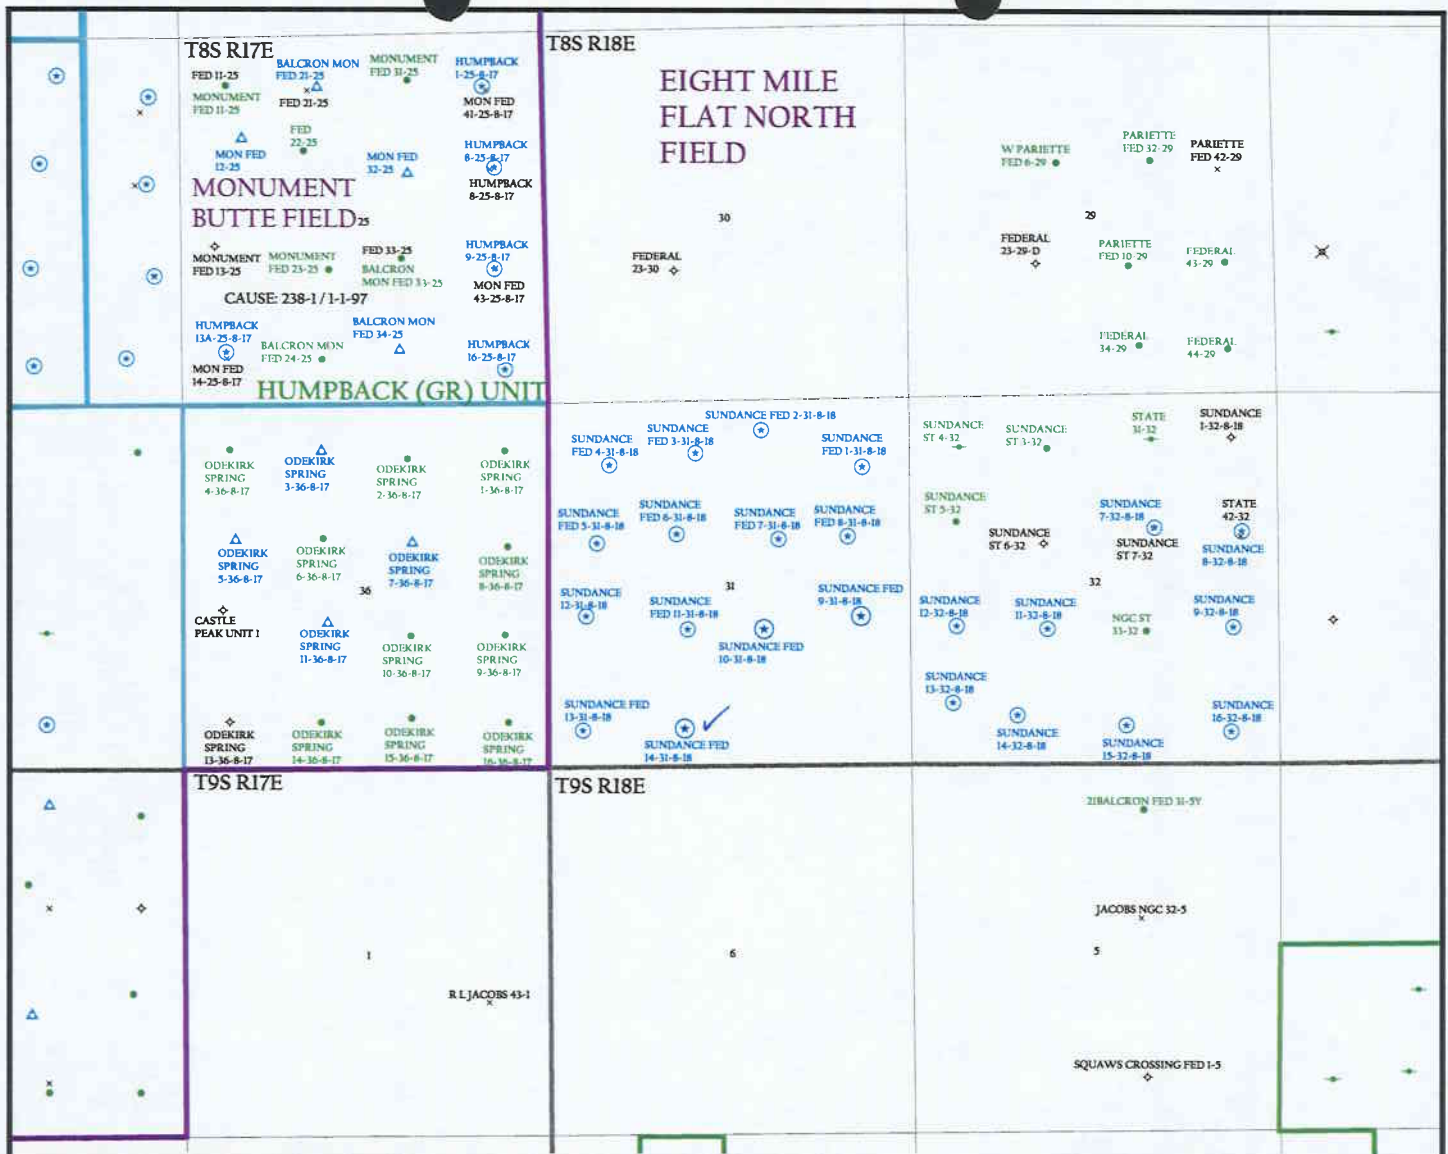 T8S R17E
FED 11-25
MONUMENT
FED 11-25
BALCRON MON
FED 21-25
FED 21-25
MONUMENT
FED 31-25
HUMPBACK
1-25-8-17
MON FED
41-25-8-17
MON FED
12-25
FED
22-25
MON FED
32-25
HUMPBACK
8-25-8-17
HUMPBACK
8-25-8-17
MONUMENT
BUTTE FIELD
25
MONUMENT
FED 13-25
MONUMENT
FED 23-25
FED 33-25
BALCRON
MON FED 33-25
HUMPBACK
9-25-8-17
MON FED
43-25-8-17
CAUSE: 238-1 / 1-1-97
HUMPBACK
13A-25-8-17
MON FED
14-25-8-17
BALCRON MON
FED 24-25
BALCRON MON
FED 34-25
HUMPBACK
16-25-8-17
HUMPBACK (GR) UNIT
T8S R18E
EIGHT MILE
FLAT NORTH
FIELD
30
FEDERAL
23-30
W PARIETTE
FED 6-29
PARIETTE
FED 32-29
PARIETTE
FED 42-29
29
FEDERAL
23-29-D
PARIETTE
FED 10-29
FEDERAL
43-29
FEDERAL
34-29
FEDERAL
44-29
ODEKIRK
SPRING
4-36-8-17
ODEKIRK
SPRING
3-36-8-17
ODEKIRK
SPRING
2-36-8-17
ODEKIRK
SPRING
1-36-8-17
ODEKIRK
SPRING
5-36-8-17
ODEKIRK
SPRING
6-36-8-17
ODEKIRK
SPRING
7-36-8-17
ODEKIRK
SPRING
8-36-8-17
36
CASTLE
PEAK UNIT 1
ODEKIRK
SPRING
11-36-8-17
ODEKIRK
SPRING
10-36-8-17
ODEKIRK
SPRING
9-36-8-17
ODEKIRK
SPRING
13-36-8-17
ODEKIRK
SPRING
14-36-8-17
ODEKIRK
SPRING
15-36-8-17
ODEKIRK
SPRING
16-36-8-17
SUNDANCE
FED 4-31-8-18
SUNDANCE
FED 3-31-8-18
SUNDANCE FED 2-31-8-18
SUNDANCE
FED 1-31-8-18
SUNDANCE
FED 5-31-8-18
SUNDANCE
FED 6-31-8-18
SUNDANCE
FED 7-31-8-18
SUNDANCE
FED 8-31-8-18
31
SUNDANCE
12-31-8-18
SUNDANCE
FED 11-31-8-18
SUNDANCE FED
10-31-8-18
SUNDANCE FED
9-31-8-18
SUNDANCE FED
13-31-8-18
SUNDANCE FED
14-31-8-18
SUNDANCE
ST 4-32
SUNDANCE
ST 3-32
STATE
31-32
SUNDANCE
1-32-8-18
SUNDANCE
ST 5-32
SUNDANCE
ST 6-32
SUNDANCE
7-32-8-18
SUNDANCE
ST 7-32
STATE
42-32
SUNDANCE
8-32-8-18
32
SUNDANCE
12-32-8-18
SUNDANCE
11-32-8-18
NGC ST
33-32
SUNDANCE
9-32-8-18
SUNDANCE
13-32-8-18
SUNDANCE
14-32-8-18
SUNDANCE
15-32-8-18
SUNDANCE
16-32-8-18
T9S R17E
1
R L JACOBS 43-1
T9S R18E
6
21BALCRON FED 31-5Y
JACOBS NGC 32-5
5
SQUAWS CROSSING FED 1-5